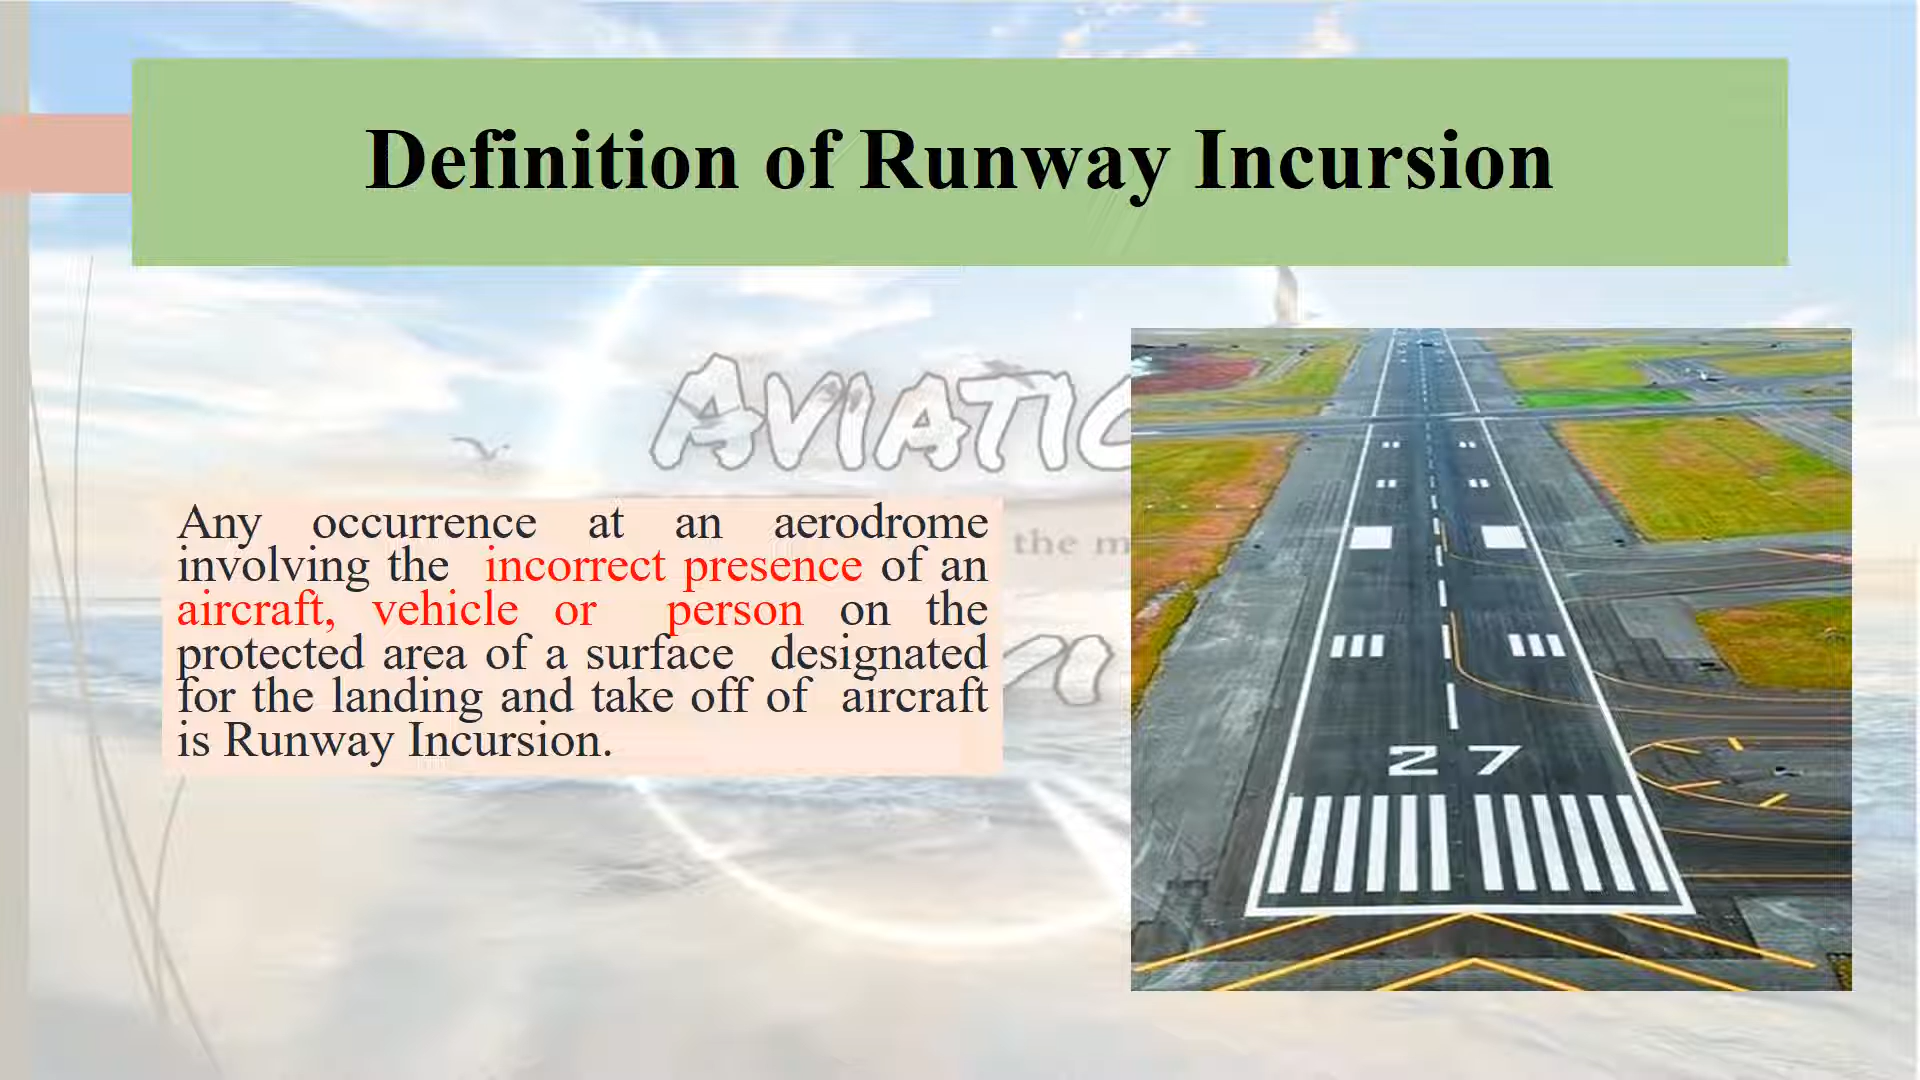 Definition of Runway Incursion
AVIATIO
the m
Any occurrence at an aerodrome
involving the incorrect presence of an
aircraft, vehicle or person on the
protected area of a surface designated
for the landing and take off of aircraft
is Runway Incursion.
27